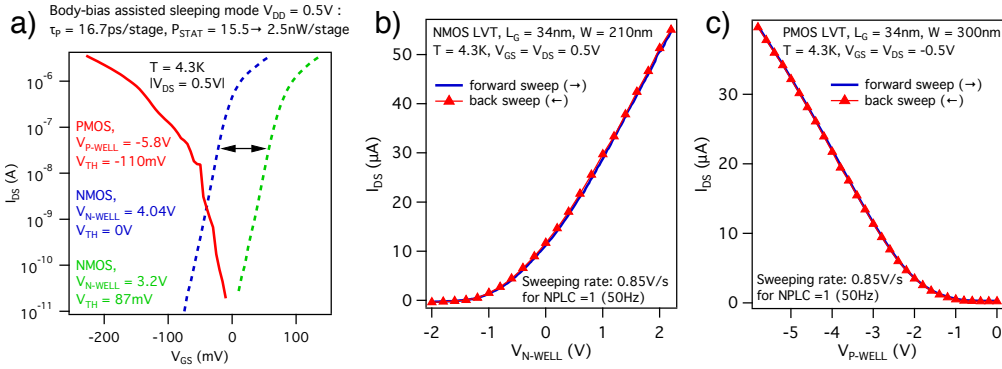 a)
Body-bias assisted sleeping mode V_DD = 0.5V :
τ_P = 16.7ps/stage, P_STAT = 15.5→ 2.5nW/stage
T = 4.3K
|V_DS = 0.5V|
PMOS,
V_P-WELL = -5.8V
V_TH = -110mV
NMOS,
V_N-WELL = 4.04V
V_TH = 0V
NMOS,
V_N-WELL = 3.2V
V_TH = 87mV
I_DS (A)
10^-6
10^-7
10^-8
10^-9
10^-10
10^-11
-200 -100 0 100
V_GS (mV)
b)
NMOS LVT, L_G = 34nm, W = 210nm
T = 4.3K, V_GS = V_DS = 0.5V
forward sweep (→)
back sweep (←)
Sweeping rate: 0.85V/s
for NPLC =1 (50Hz)
I_DS (µA)
50
40
30
20
10
0
-2 -1 0 1 2
V_N-WELL (V)
c)
PMOS LVT, L_G = 34nm, W = 300nm
T = 4.3K, V_GS = V_DS = -0.5V
forward sweep (→)
back sweep (←)
Sweeping rate: 0.85V/s
for NPLC =1 (50Hz)
I_DS (µA)
30
20
10
0
-5 -4 -3 -2 -1 0
V_P-WELL (V)